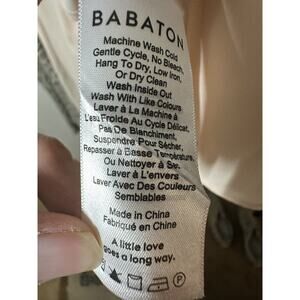 BABATON
Machine Wash Cold
Gentle Cycle, No Bleach,
Hang To Dry, Low Iron,
Or Dry Clean
Wash Inside Out
Wash With Like Colours
Laver À La Machine À
L'eau Froide Au Cycle Délicat,
Pas De Blanchiment,
Suspendre Pour Sécher,
Repasser À Basse Température,
Ou Nettoyer À Sec
Laver À L'envers
Laver Avec Des Couleurs
Semblables
Made in China
Fabriqué en Chine
A little love
goes a long way.
P